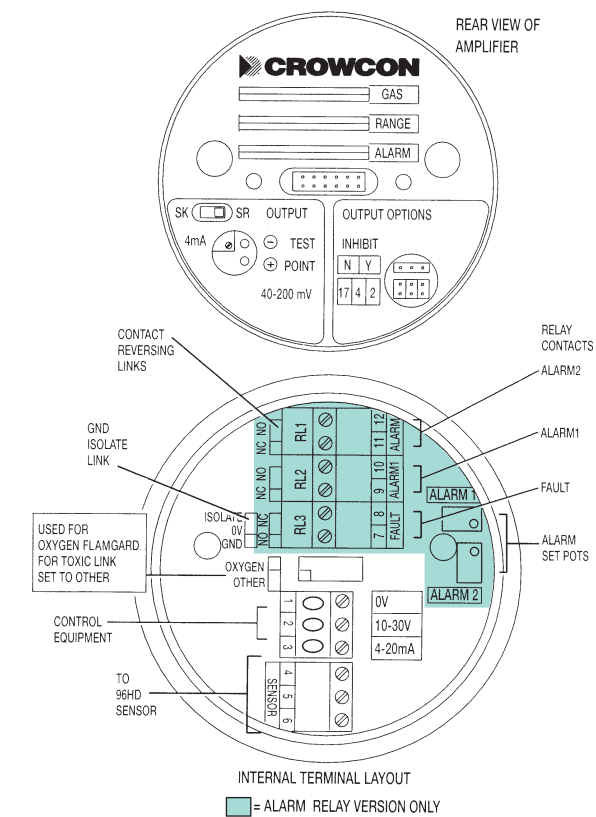 REAR VIEW OF
AMPLIFIER
CROWCON
GAS
RANGE
ALARM
SK SR OUTPUT
4mA
- TEST
+ POINT
40-200 mV
OUTPUT OPTIONS
INHIBIT
N Y
17 4 2
CONTACT
REVERSING
LINKS
RELAY
CONTACTS
ALARM2
GND
ISOLATE
LINK
ALARM1
FAULT
NC NO
RL1
11 12
ALARM
NC NO
RL2
9 10
ALARM1
NO NC
RL3
7 8
FAULT
ISOLATE
0V
GND
ALARM 1
ALARM 2
ALARM
SET POTS
USED FOR
OXYGEN FLAMGARD.
FOR TOXIC LINK
SET TO OTHER
OXYGEN
OTHER
CONTROL
EQUIPMENT
1
2
3
0V
10-30V
4-20mA
TO
96HD
SENSOR
SENSOR
4
5
6
INTERNAL TERMINAL LAYOUT
= ALARM RELAY VERSION ONLY